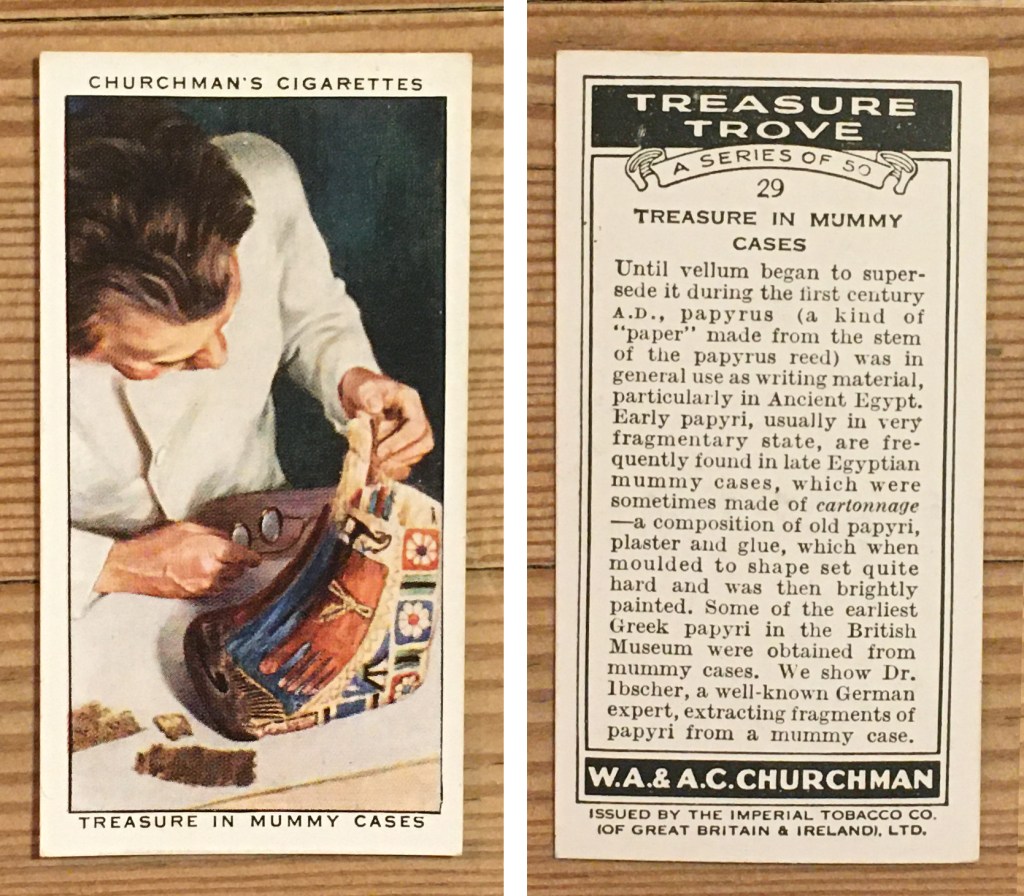 CHURCHMAN'S CIGARETTES
TREASURE IN MUMMY CASES
TREASURE
TROVE
A SERIES OF 50
29
TREASURE IN MUMMY
CASES
Until vellum began to super-
sede it during the first century
A.D., papyrus (a kind of
"paper" made from the stem
of the papyrus reed) was in
general use as writing material,
particularly in Ancient Egypt.
Early papyri, usually in very
fragmentary state, are fre-
quently found in late Egyptian
mummy cases, which were
sometimes made of cartonnage
—a composition of old papyri,
plaster and glue, which when
moulded to shape set quite
hard and was then brightly
painted. Some of the earliest
Greek papyri in the British
Museum were obtained from
mummy cases. We show Dr.
Ibscher, a well-known German
expert, extracting fragments of
papyri from a mummy case.
W.A. & A.C. CHURCHMAN
ISSUED BY THE IMPERIAL TOBACCO CO.
(OF GREAT BRITAIN & IRELAND), LTD.